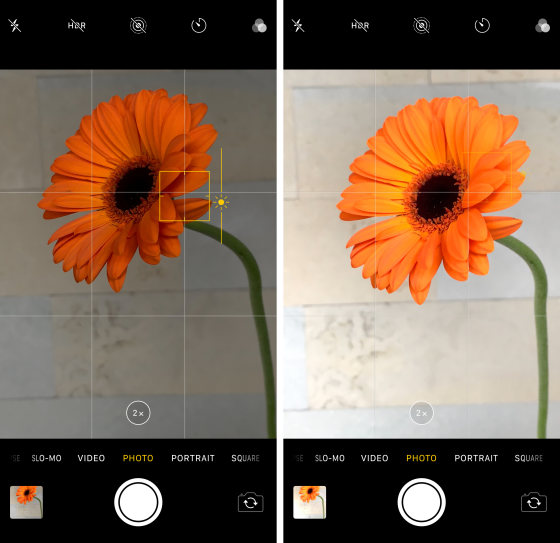 HDR
2×
SE SLO-MO VIDEO PHOTO PORTRAIT SQUARE
HDR
2×
SE SLO-MO VIDEO PHOTO PORTRAIT SQUARE